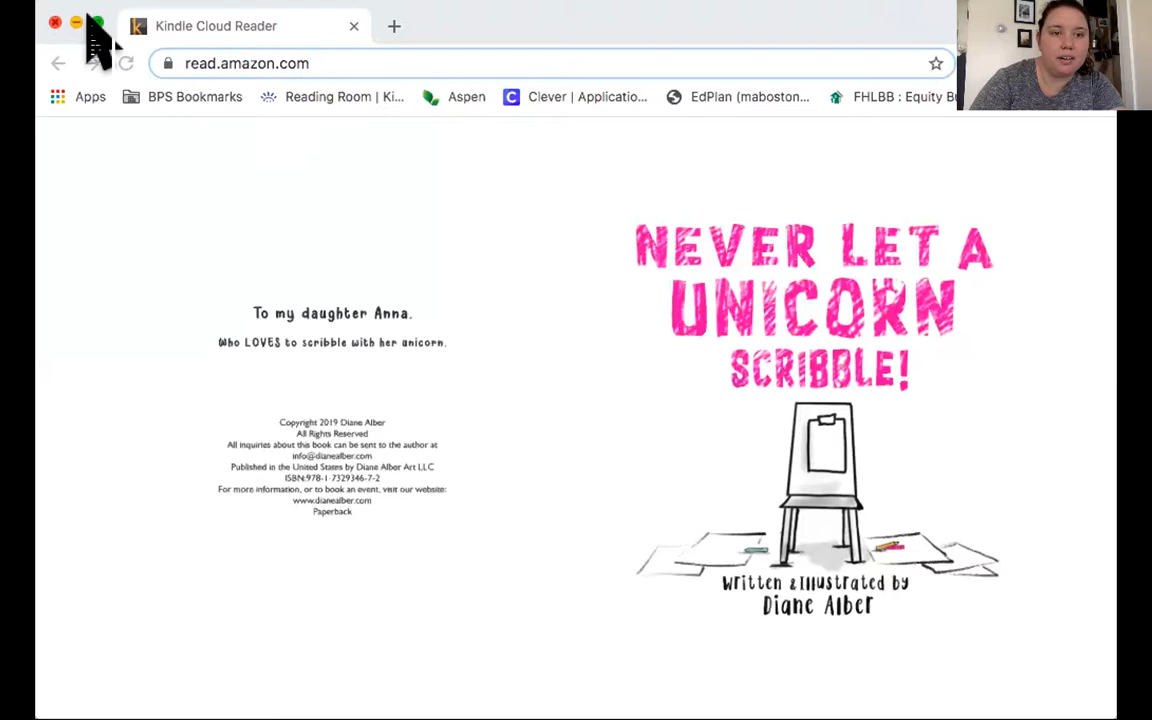 Kindle Cloud Reader
read.amazon.com
Apps
BPS Bookmarks
Reading Room | Ki...
Aspen
Clever | Applicatio...
EdPlan (maboston...
FHLBB : Equity Bu
To my daughter Anna.
Who LOVES to scribble with her unicorn.
Copyright 2019 Diane Alber
All Rights Reserved
All inquiries about this book can be sent to the author at
info@dianealber.com
Published in the United States by Diane Alber Art LLC
ISBN:978-1-7329346-7-2
For more information, or to book an event, visit our website:
www.dianealber.com
Paperback
NEVER LET A
UNICORN
SCRIBBLE!
Written & Illustrated by
Diane Alber